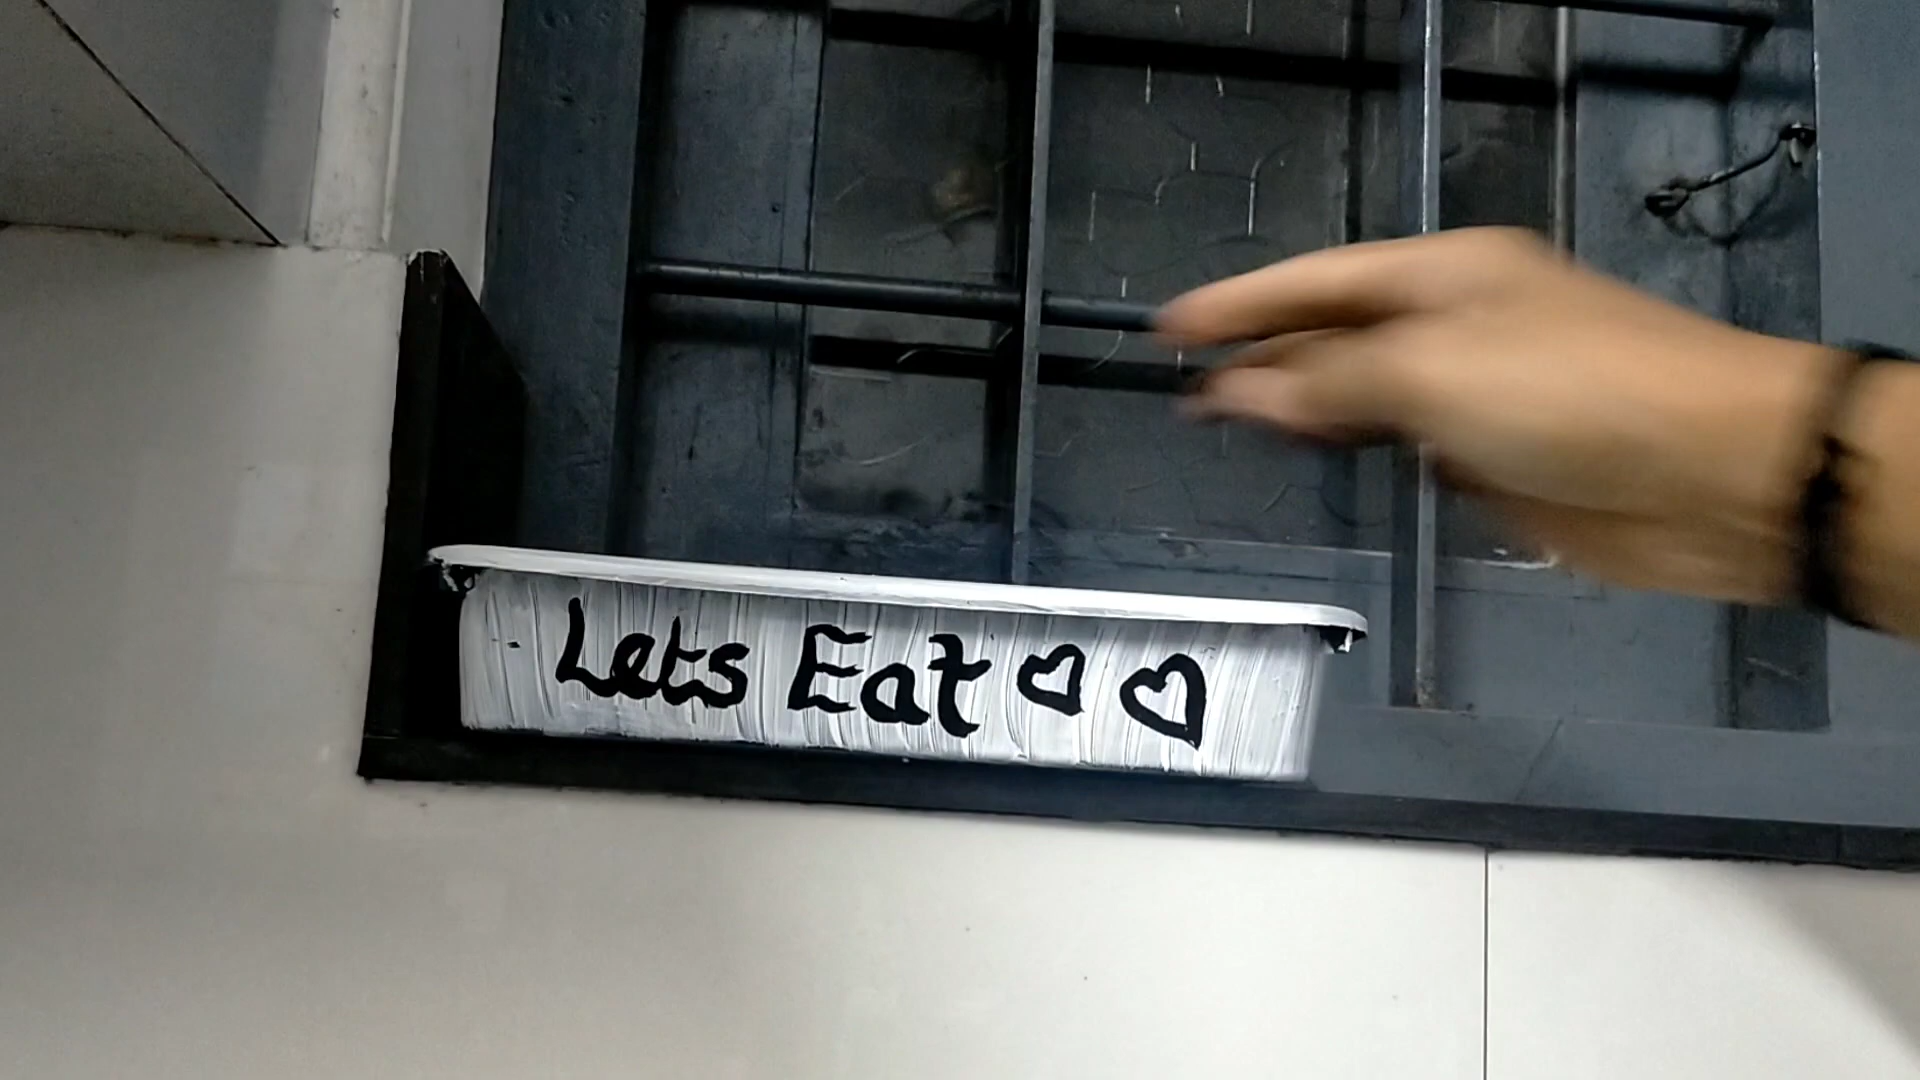 Lets Eat ♡ ♡